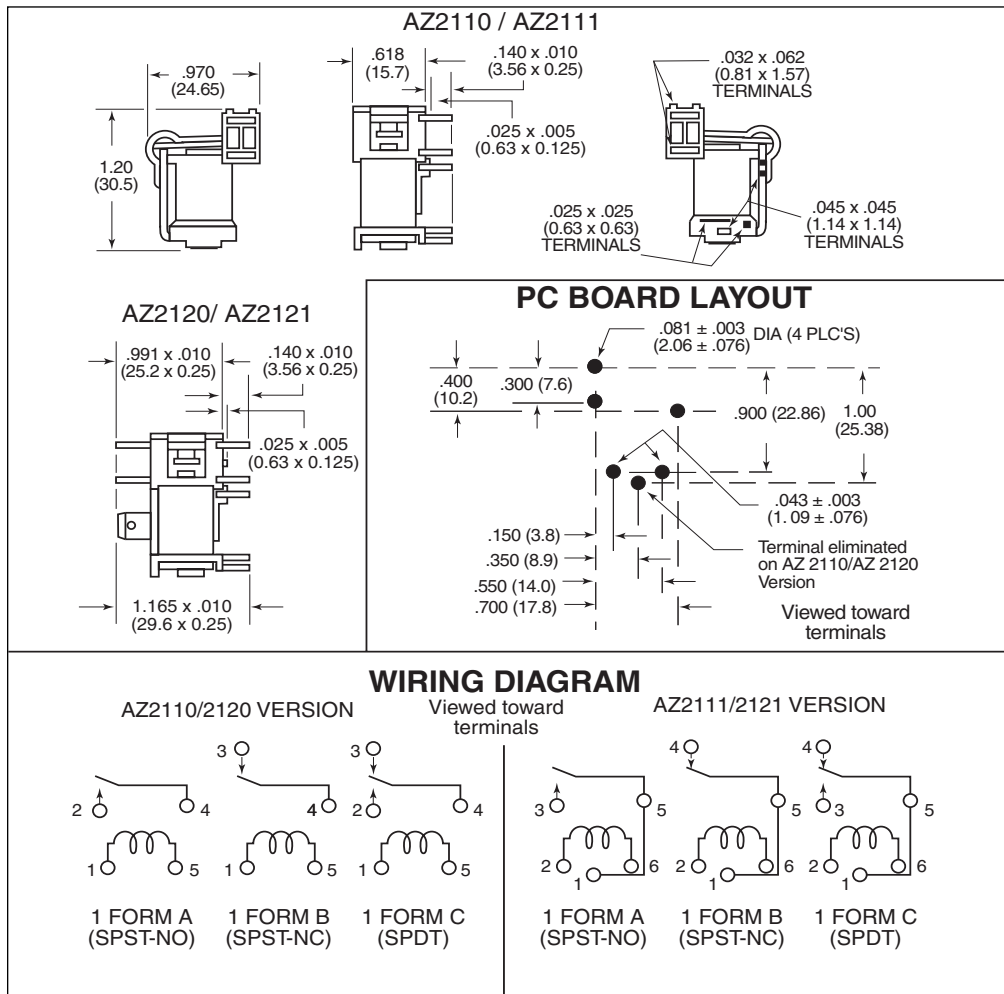 AZ2110 / AZ2111
.970
(24.65)
1.20
(30.5)
.618
(15.7)
.140 x .010
(3.56 x 0.25)
.025 x .005
(0.63 x 0.125)
.032 x .062
(0.81 x 1.57)
TERMINALS
.025 x .025
(0.63 x 0.63)
TERMINALS
.045 x .045
(1.14 x 1.14)
TERMINALS
AZ2120/ AZ2121
.991 x .010
(25.2 x 0.25)
.140 x .010
(3.56 x 0.25)
.025 x .005
(0.63 x 0.125)
1.165 x .010
(29.6 x 0.25)
PC BOARD LAYOUT
.081 ± .003
(2.06 ± .076)
DIA (4 PLC'S)
.400
(10.2)
.300 (7.6)
.900 (22.86)
1.00
(25.38)
.043 ± .003
(1. 09 ± .076)
.150 (3.8)
.350 (8.9)
.550 (14.0)
.700 (17.8)
Terminal eliminated
on AZ 2110/AZ 2120
Version
Viewed toward
terminals
WIRING DIAGRAM
Viewed toward
terminals
AZ2110/2120 VERSION
2
4
1
5
1 FORM A
(SPST-NO)
3
4
1
5
1 FORM B
(SPST-NC)
3
2
4
1
5
1 FORM C
(SPDT)
AZ2111/2121 VERSION
3
5
2
6
1
1 FORM A
(SPST-NO)
4
5
2
6
1
1 FORM B
(SPST-NC)
4
3
5
2
6
1
1 FORM C
(SPDT)